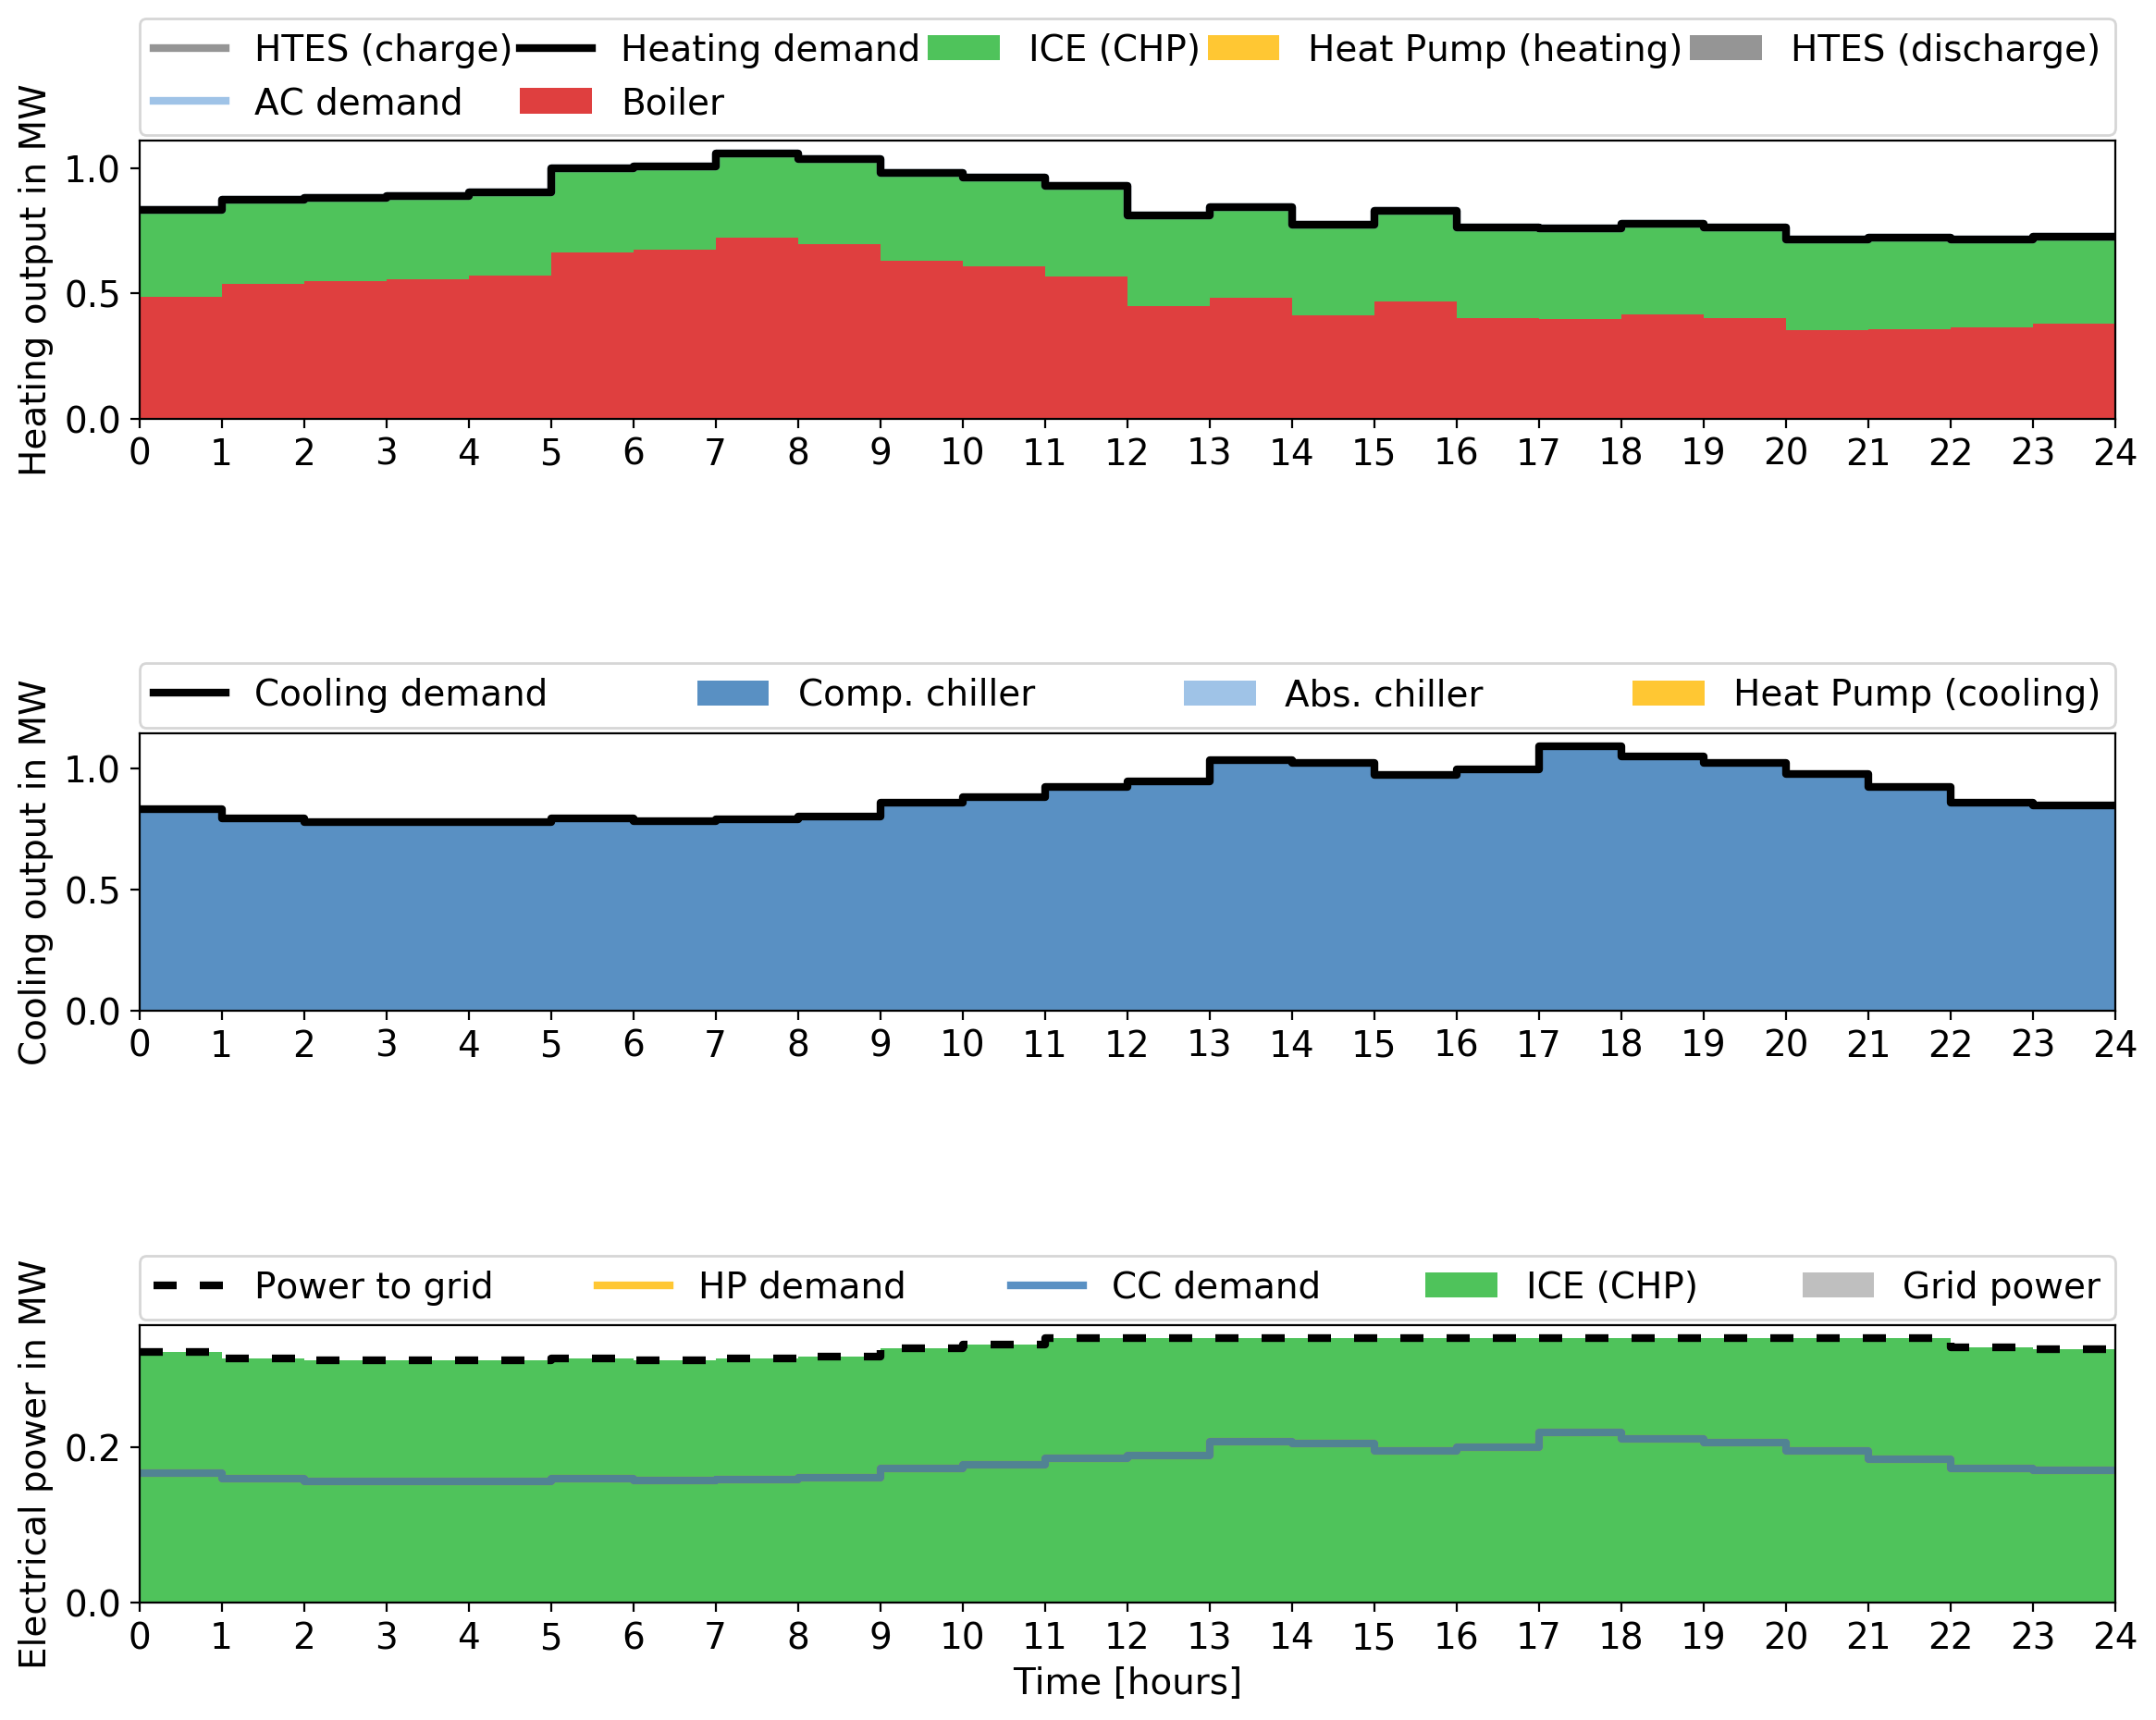 HTES (charge) Heating demand ICE (CHP) Heat Pump (heating) HTES (discharge)
AC demand Boiler
Heating output in MW
1.0
0.5
0.0
0 1 2 3 4 5 6 7 8 9 10 11 12 13 14 15 16 17 18 19 20 21 22 23 24
Cooling demand Comp. chiller Abs. chiller Heat Pump (cooling)
Cooling output in MW
1.0
0.5
0.0
0 1 2 3 4 5 6 7 8 9 10 11 12 13 14 15 16 17 18 19 20 21 22 23 24
Power to grid HP demand CC demand ICE (CHP) Grid power
Electrical power in MW
0.2
0.0
0 1 2 3 4 5 6 7 8 9 10 11 12 13 14 15 16 17 18 19 20 21 22 23 24
Time [hours]